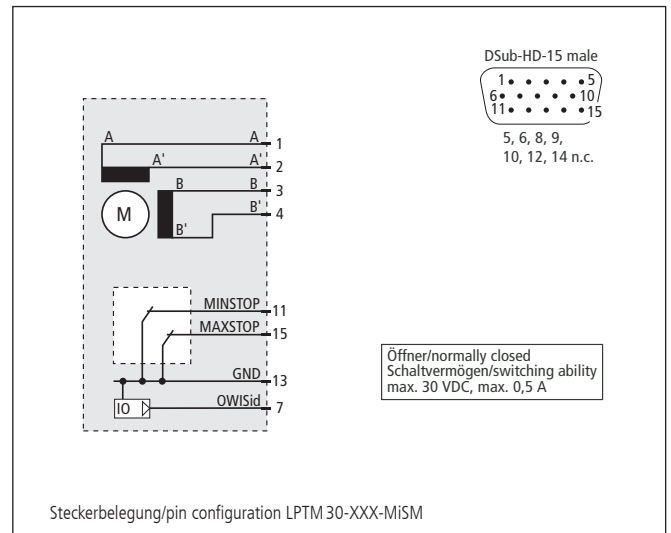 DSub-HD-15 male
1 5
6 10
11 15
5, 6, 8, 9,
10, 12, 14 n.c.
A A 1
A' A' 2
B B 3
M B' B' 4
MINSTOP 11
MAXSTOP 15
GND 13
IO OWISid 7
Öffner/normally closed
Schaltvermögen/switching ability
max. 30 VDC, max. 0,5 A
Steckerbelegung/pin configuration LPTM 30-XXX-MiSM